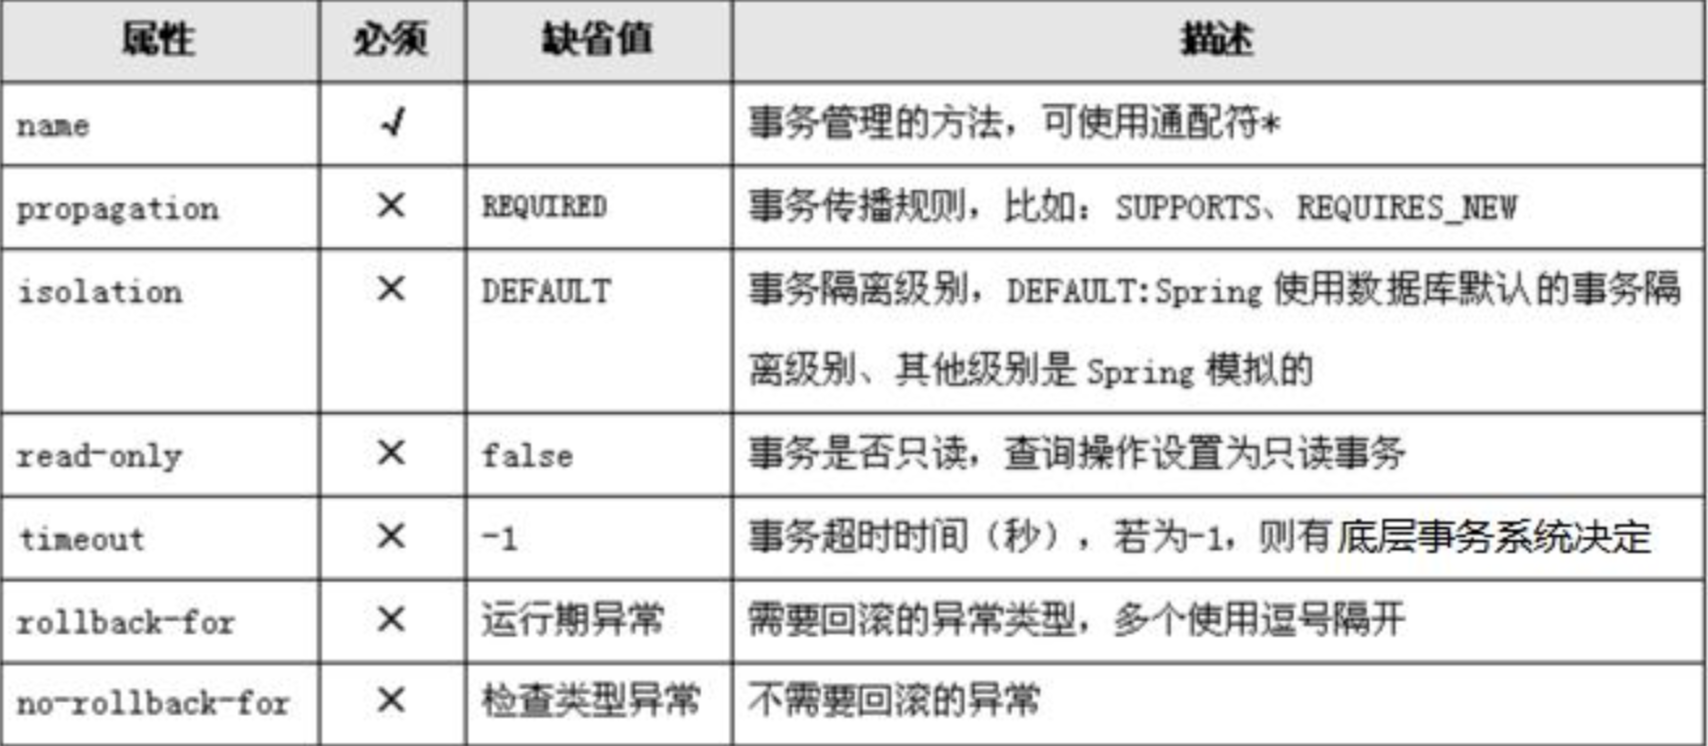 属性 必须 缺省值 描述
name √ 事务管理的方法，可使用通配符*
propagation × REQUIRED 事务传播规则，比如：SUPPORTS、REQUIRES_NEW
isolation × DEFAULT 事务隔离级别，DEFAULT:Spring 使用数据库默认的事务隔
离级别、其他级别是 Spring 模拟的
read-only × false 事务是否只读，查询操作设置为只读事务
timeout × -1 事务超时时间（秒），若为-1，则有底层事务系统决定
rollback-for × 运行期异常 需要回滚的异常类型，多个使用逗号隔开
no-rollback-for × 检查类型异常 不需要回滚的异常